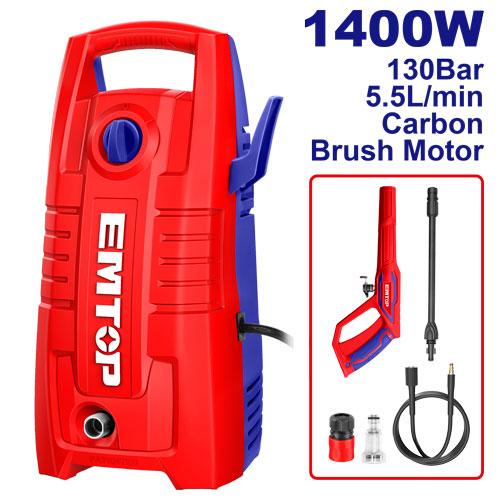 1400W
130Bar
5.5L/min
Carbon
Brush Motor
EMTOP
EMTOP